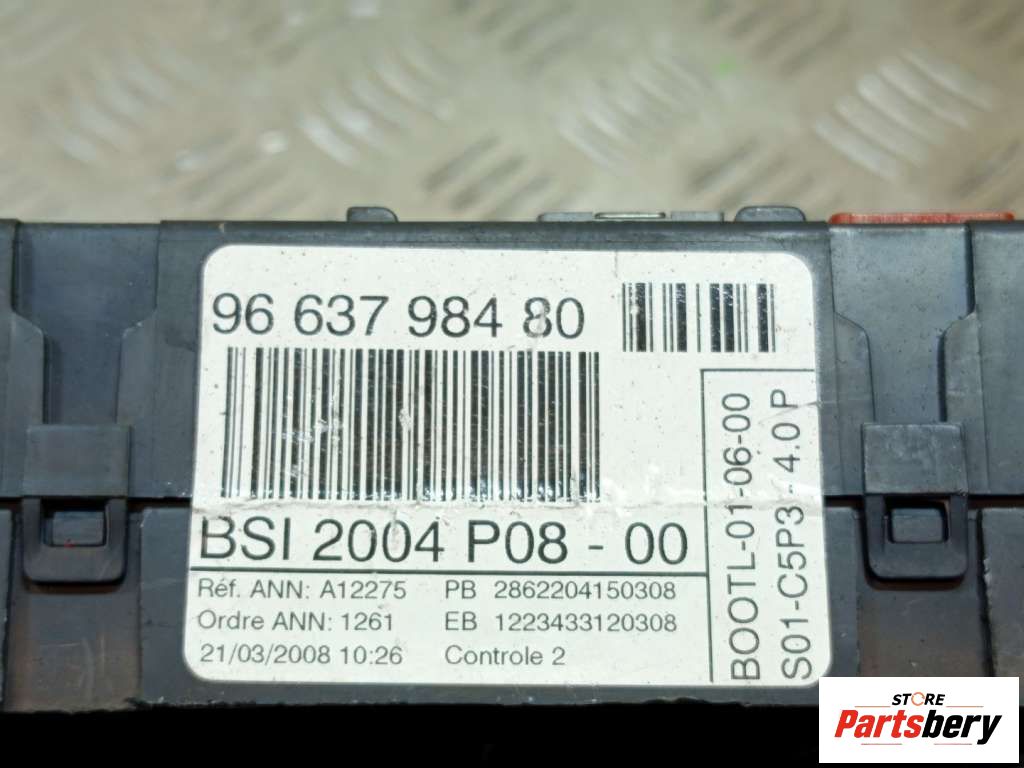 96 637 984 80
BSI 2004 P08 - 00
Réf. ANN: A12275 PB 2862204150308
Ordre ANN: 1261 EB 1223433120308
21/03/2008 10:26 Controle 2
BOOTL-01-06-00
S01-C5P3 - 4.0 P
STORE
Partsbery